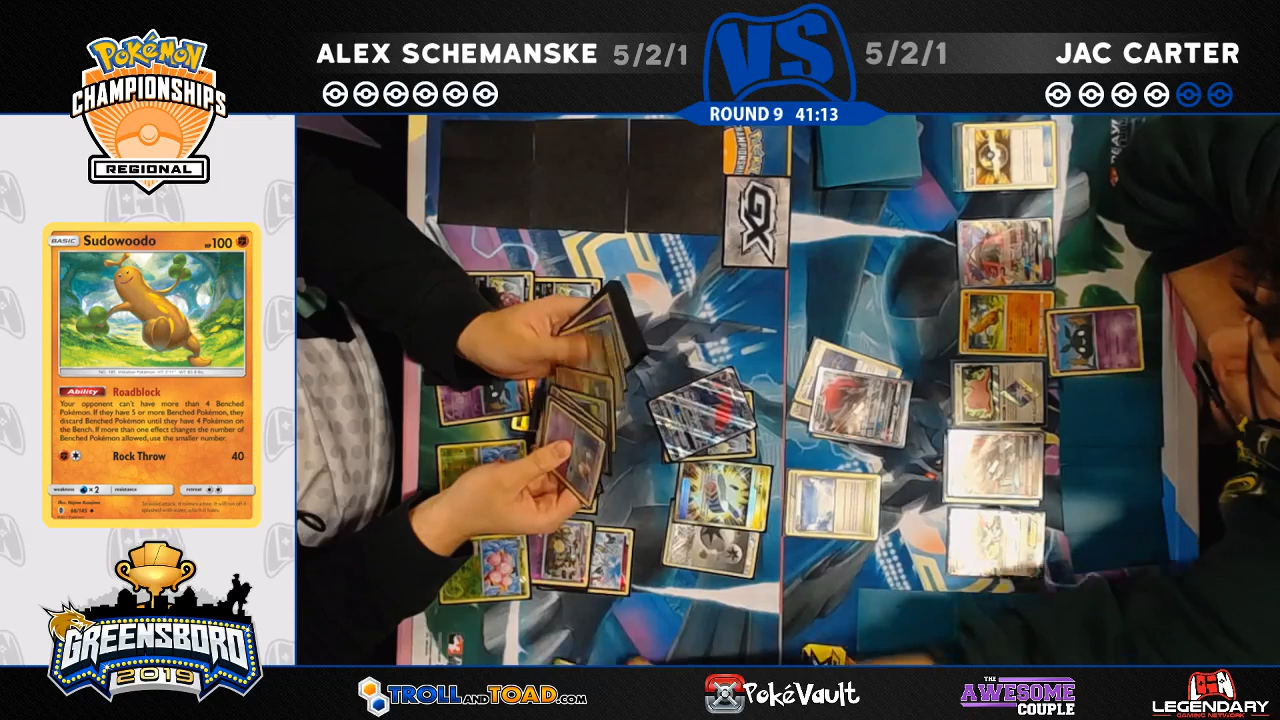 Pokémon
CHAMPIONSHIPS
REGIONAL
ALEX SCHEMANSKE 5/2/1
VS
5/2/1 JAC CARTER
ROUND 9 41:13
BASIC Sudowoodo HP100
Ability Roadblock
Your opponent can't have more than 4 Benched
Pokémon. If they have 5 or more Benched Pokémon, they
discard Benched Pokémon until they have 4 Pokémon
on the Bench. If more than one effect changes the number
of Benched Pokémon allowed, use the smaller number.
Rock Throw 40
weakness ×2 resistance retreat
GX
GREENSBORO
2019
TROLL AND TOAD.COM
PokéVault
THE
AWESOME
COUPLE
LEGENDARY
GAMING NETWORK